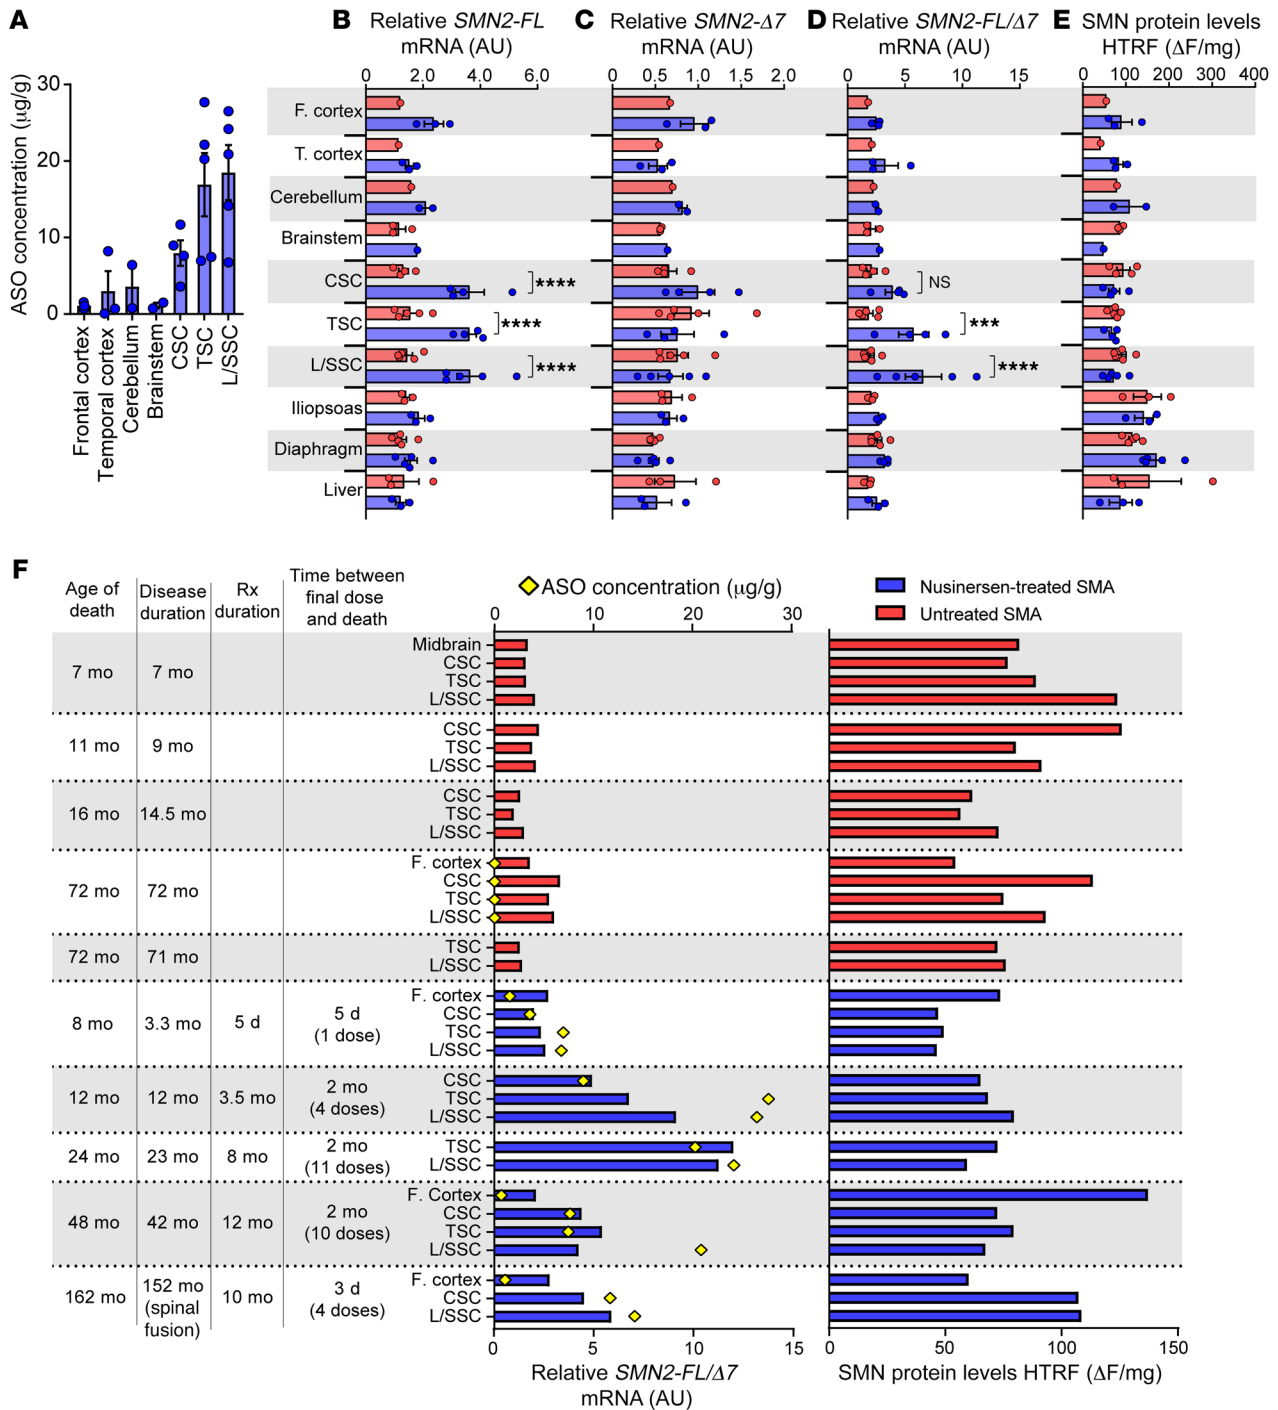 A
ASO concentration (μg/g)
30
20
10
0
Frontal cortex
Temporal cortex
Cerebellum
Brainstem
CSC
TSC
L/SSC
B
Relative SMN2-FL
mRNA (AU)
0 2.0 4.0 6.0
C
Relative SMN2-Δ7
mRNA (AU)
0 0.5 1.0 1.5 2.0
D
Relative SMN2-FL/Δ7
mRNA (AU)
0 5 10 15
E
SMN protein levels
HTRF (ΔF/mg)
0 100 200 300 400
F. cortex
T. cortex
Cerebellum
Brainstem
CSC
TSC
L/SSC
Iliopsoas
Diaphragm
Liver
****
****
****
NS
***
****
F
Age of death
Disease duration
Rx duration
Time between final dose and death
ASO concentration (μg/g)
0 10 20 30
Nusinersen-treated SMA
Untreated SMA
7 mo 7 mo
Midbrain
CSC
TSC
L/SSC
11 mo 9 mo
CSC
TSC
L/SSC
16 mo 14.5 mo
CSC
TSC
L/SSC
72 mo 72 mo
F. cortex
CSC
TSC
L/SSC
72 mo 71 mo
TSC
L/SSC
8 mo 3.3 mo 5 d 5 d (1 dose)
F. cortex
CSC
TSC
L/SSC
12 mo 12 mo 3.5 mo 2 mo (4 doses)
CSC
TSC
L/SSC
24 mo 23 mo 8 mo 2 mo (11 doses)
TSC
L/SSC
48 mo 42 mo 12 mo 2 mo (10 doses)
F. Cortex
CSC
TSC
L/SSC
162 mo 152 mo (spinal fusion) 10 mo 3 d (4 doses)
F. cortex
CSC
L/SSC
0 5 10 15
Relative SMN2-FL/Δ7
mRNA (AU)
0 50 100 150
SMN protein levels HTRF (ΔF/mg)